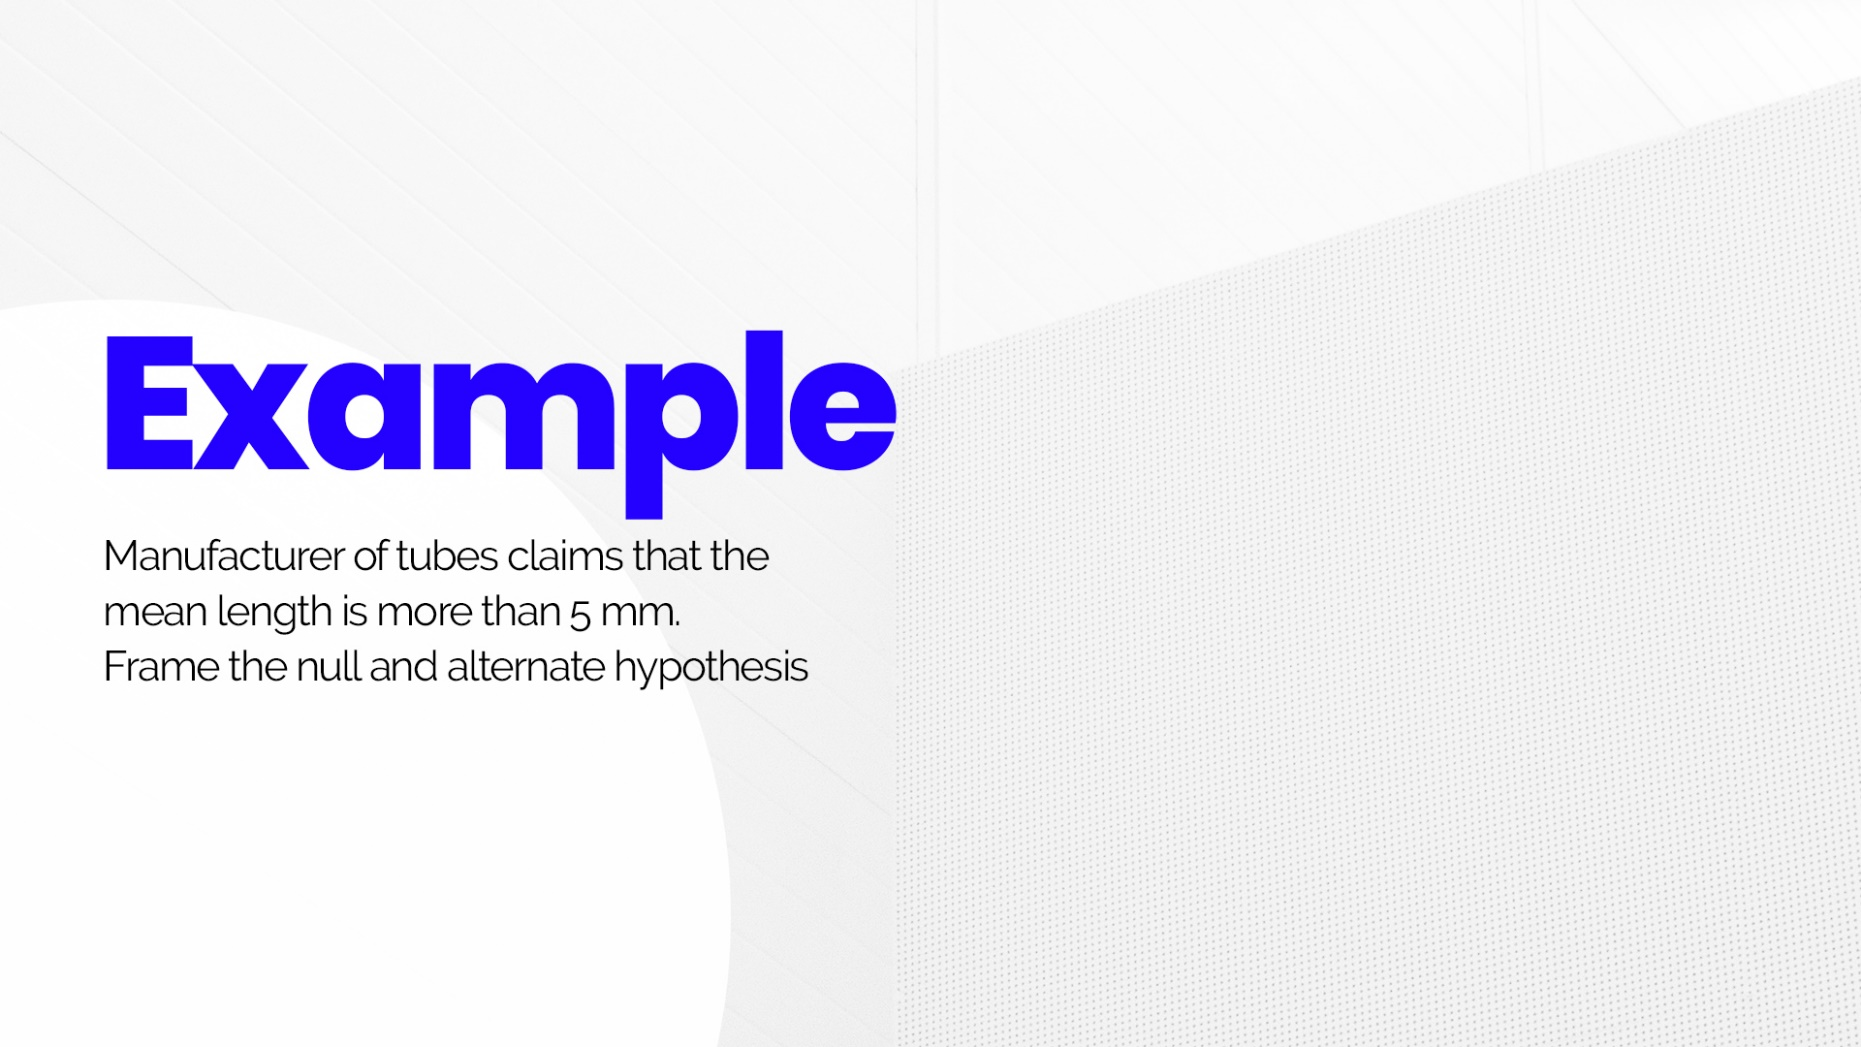 Example
Manufacturer of tubes claims that the
mean length is more than 5 mm.
Frame the null and alternate hypothesis